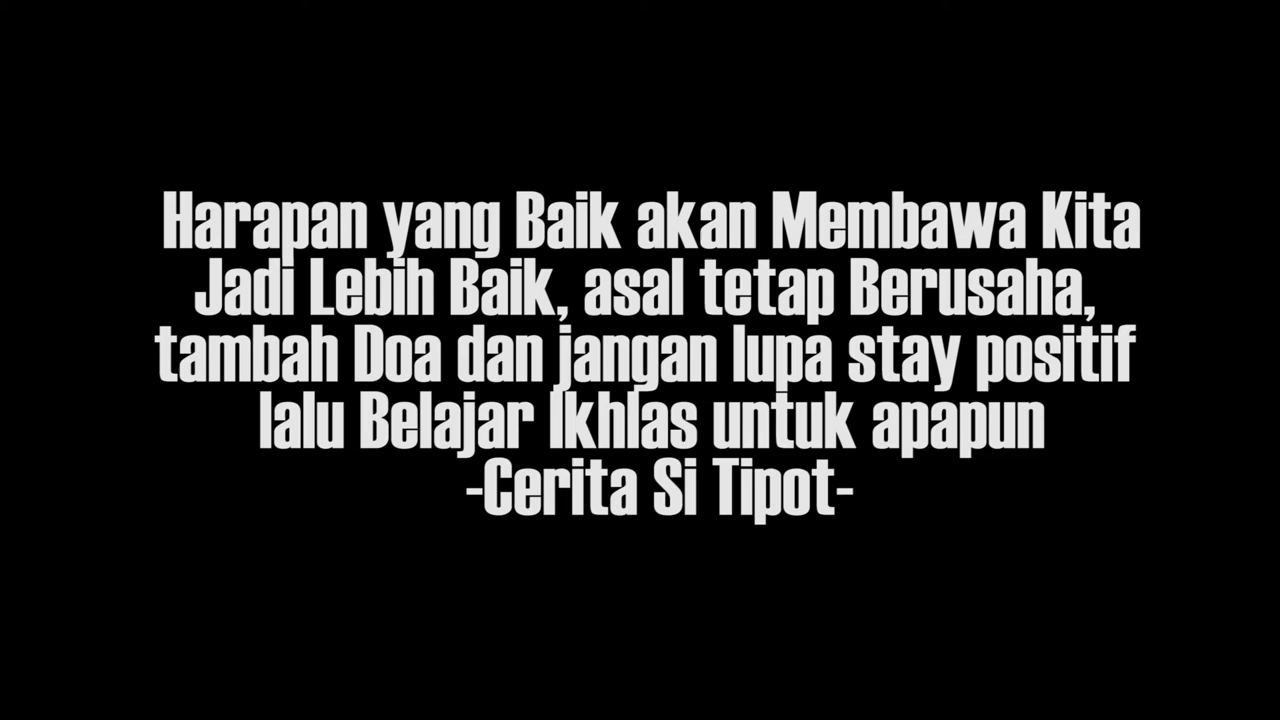 Harapan yang Baik akan Membawa Kita
Jadi Lebih Baik, asal tetap Berusaha,
tambah Doa dan jangan lupa stay positif
lalu Belajar Ikhlas untuk apapun
-Cerita Si Tipot-